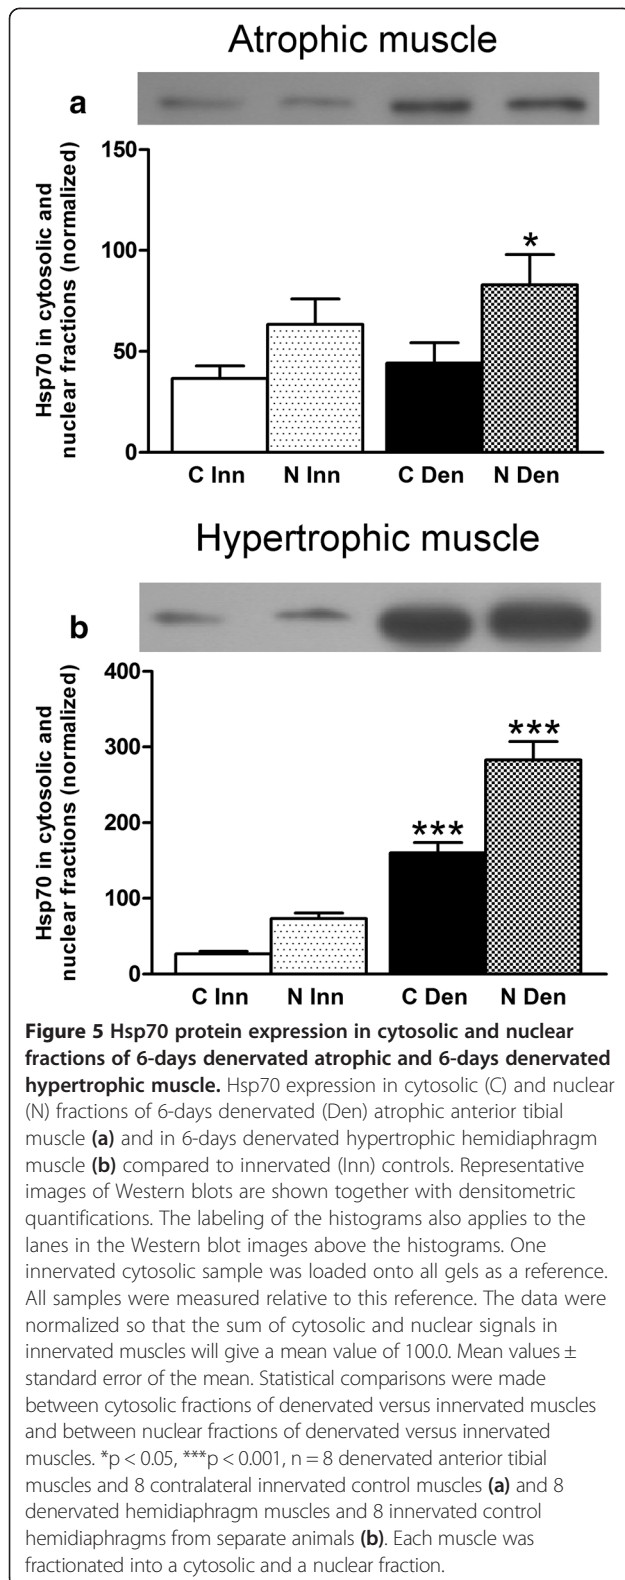 Atrophic muscle
a
Hsp70 in cytosolic and
nuclear fractions (normalized)
150
100
50
0
*
C Inn N Inn C Den N Den
Hypertrophic muscle
b
Hsp70 in cytosolic and
nuclear fractions (normalized)
400
300
200
100
0
***
***
C Inn N Inn C Den N Den
Figure 5 Hsp70 protein expression in cytosolic and nuclear
fractions of 6-days denervated atrophic and 6-days denervated
hypertrophic muscle. Hsp70 expression in cytosolic (C) and nuclear
(N) fractions of 6-days denervated (Den) atrophic anterior tibial
muscle (a) and in 6-days denervated hypertrophic hemidiaphragm
muscle (b) compared to innervated (Inn) controls. Representative
images of Western blots are shown together with densitometric
quantifications. The labeling of the histograms also applies to the
lanes in the Western blot images above the histograms. One
innervated cytosolic sample was loaded onto all gels as a reference.
All samples were measured relative to this reference. The data were
normalized so that the sum of cytosolic and nuclear signals in
innervated muscles will give a mean value of 100.0. Mean values ±
standard error of the mean. Statistical comparisons were made
between cytosolic fractions of denervated versus innervated muscles
and between nuclear fractions of denervated versus innervated
muscles. *p < 0.05, ***p < 0.001, n = 8 denervated anterior tibial
muscles and 8 contralateral innervated control muscles (a) and 8
denervated hemidiaphragm muscles and 8 innervated control
hemidiaphragms from separate animals (b). Each muscle was
fractionated into a cytosolic and a nuclear fraction.